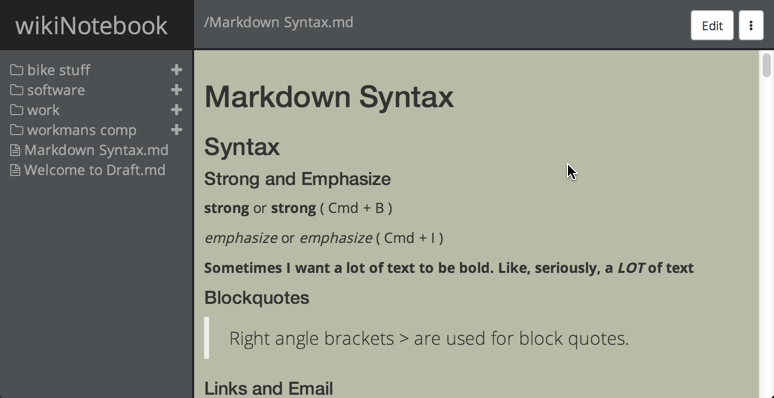 wikiNotebook
/Markdown Syntax.md
Edit
bike stuff
software
work
workmans comp
Markdown Syntax.md
Welcome to Draft.md
Markdown Syntax
Syntax
Strong and Emphasize
strong or strong ( Cmd + B )
emphasize or emphasize ( Cmd + I )
Sometimes I want a lot of text to be bold. Like, seriously, a LOT of text
Blockquotes
Right angle brackets > are used for block quotes.
Links and Email